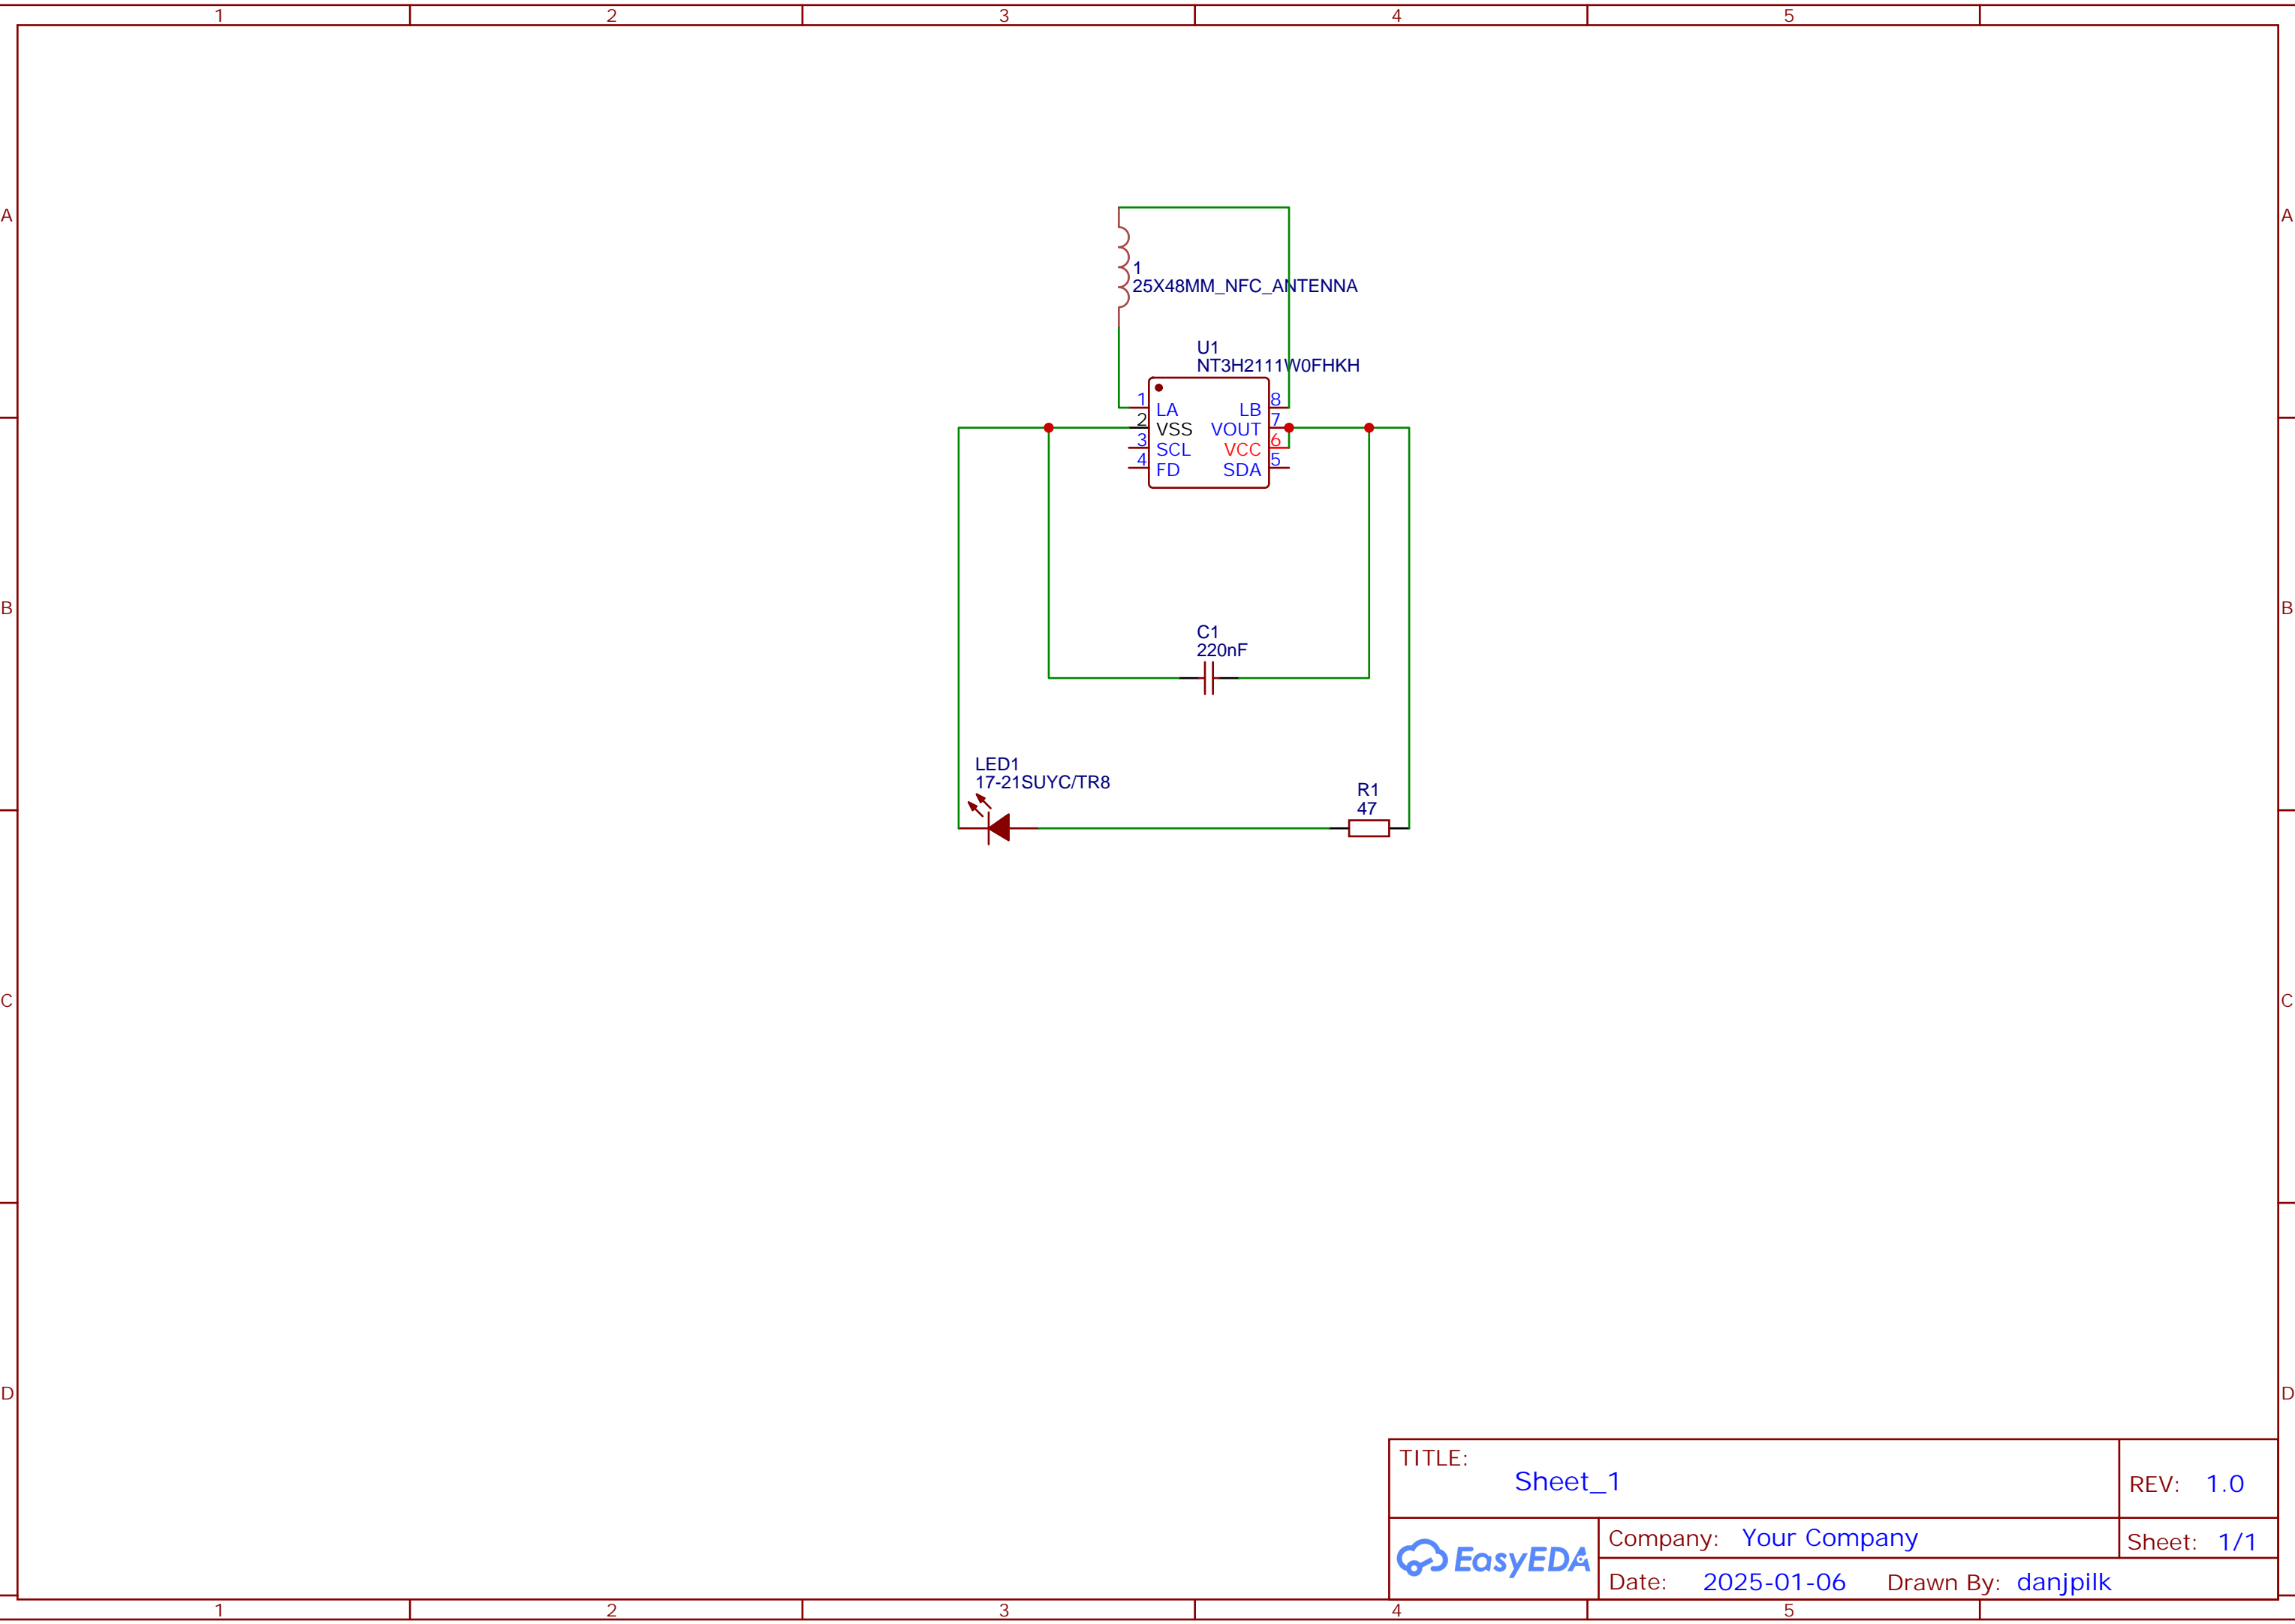 1 2 3 4 5
A A
1
25X48MM_NFC_ANTENNA
U1
NT3H2111W0FHKH
1 LA LB 8
2 VSS VOUT 7
3 SCL VCC 6
4 FD SDA 5
B B
C1
220nF
LED1
17-21SUYC/TR8
R1
47
C C
D D
TITLE:
Sheet_1
REV: 1.0
EasyEDA
Company: Your Company
Sheet: 1/1
Date: 2025-01-06 Drawn By: danjpilk
1 2 3 4 5